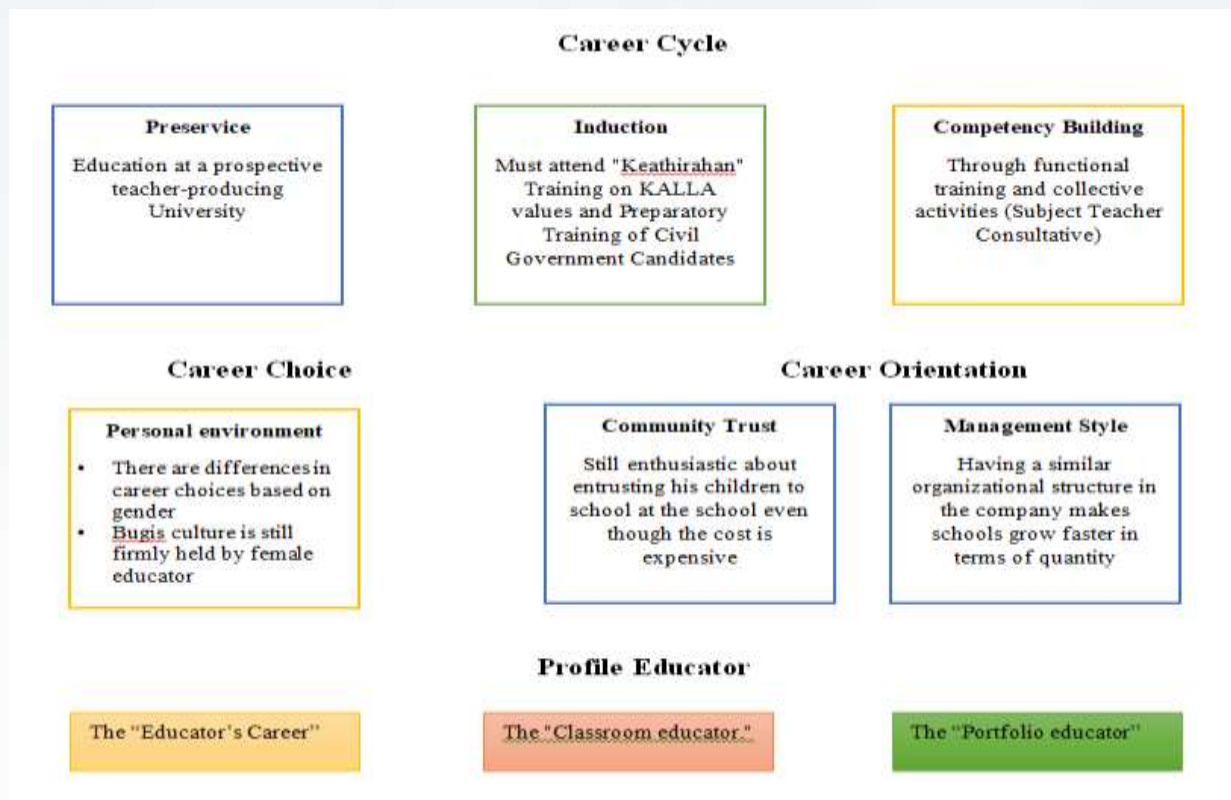 Career Cycle
Preservice
Education at a prospective
teacher-producing
University
Induction
Must attend "Keathirahan"
Training on KALLA
values and Preparatory
Training of Civil
Government Candidates
Competency Building
Through functional
training and collective
activities (Subject Teacher
Consultative)
Career Choice
Personal environment
• There are differences in
career choices based on
gender
• Bugis culture is still
firmly held by female
educator
Career Orientation
Community Trust
Still enthusiastic about
entrusting his children to
school at the school even
though the cost is
expensive
Management Style
Having a similar
organizational structure in
the company makes
schools grow faster in
terms of quantity
Profile Educator
The “Educator’s Career”
The "Classroom educator."
The “Portfolio educator”